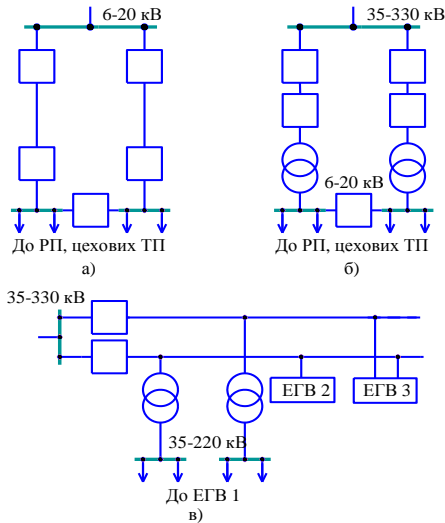 6-20 кВ
35-330 кВ
6-20 кВ
До РП, цехових ТП
До РП, цехових ТП
а)
б)
35-330 кВ
ЕГВ 2
ЕГВ 3
35-220 кВ
До ЕГВ 1
в)